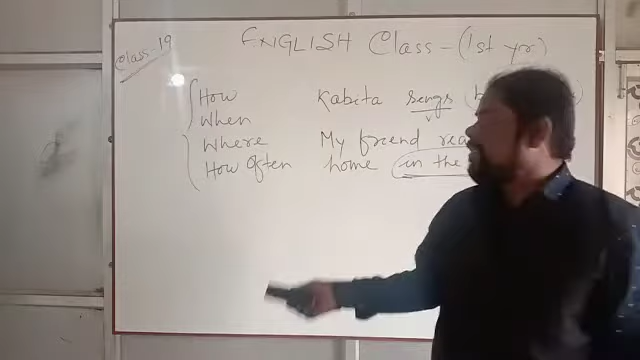 Class-19
ENGLISH Class-(1st yr)
How
When
Where
How Often
Kabita sengs (
v
My friend rea
home (in the